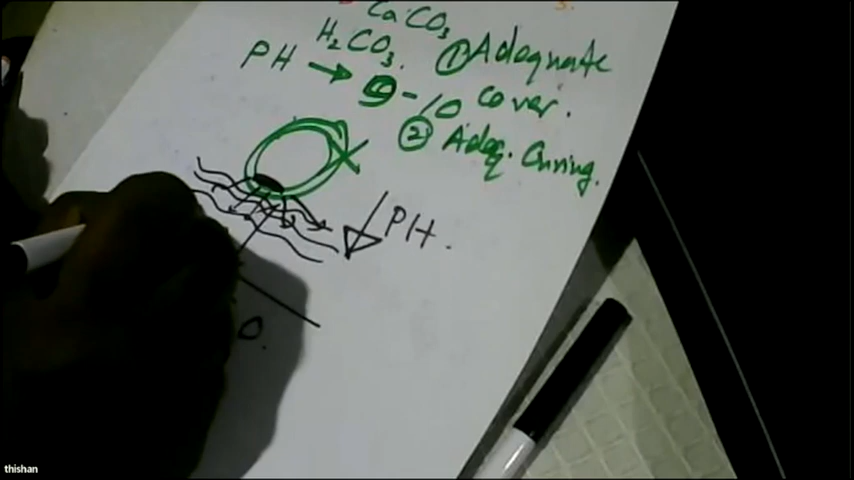 CaCO3
H2CO3. ① Adequate
PH → 9 - 10 cover.
② Adeq. Curing.
PH.
O.
thishan